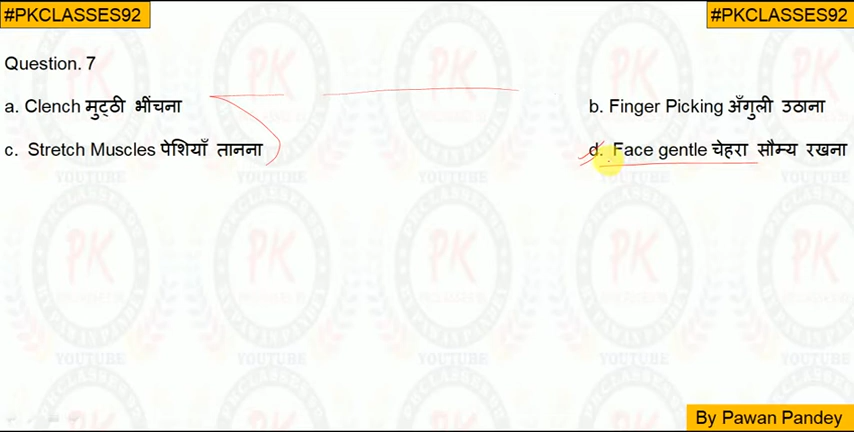 #PKCLASSES92 #PKCLASSES92
Question. 7
a. Clench मुट्ठी भींचना b. Finger Picking अँगुली उठाना
c. Stretch Muscles पेशियाँ तानना d. Face gentle चेहरा सौम्य रखना
By Pawan Pandey